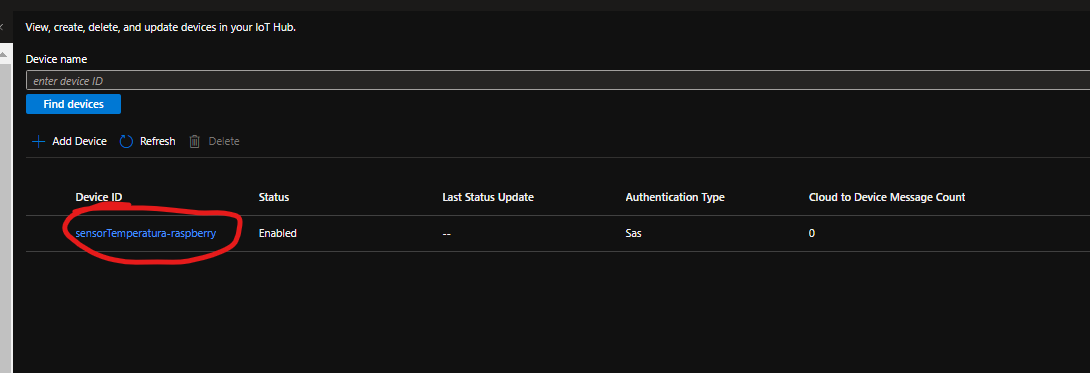 View, create, delete, and update devices in your IoT Hub.
Device name
enter device ID
Find devices
Add Device Refresh Delete
Device ID Status Last Status Update Authentication Type Cloud to Device Message Count
sensorTemperatura-raspberry Enabled -- Sas 0